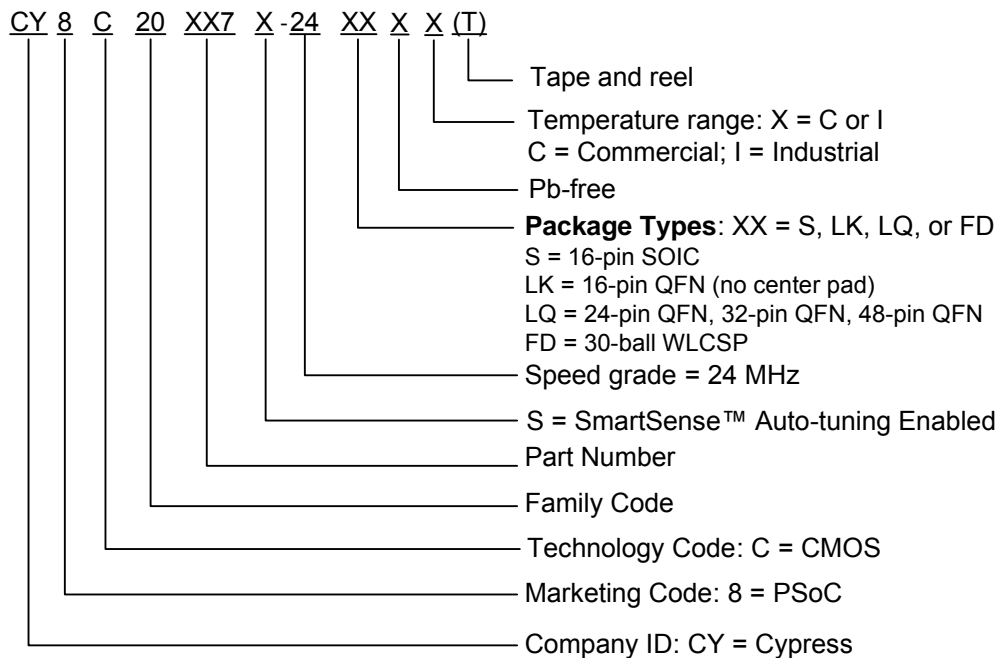 CY 8 C 20 XX7 X - 24 XX X X (T)
Tape and reel
Temperature range: X = C or I
C = Commercial; I = Industrial
Pb-free
Package Types: XX = S, LK, LQ, or FD
S = 16-pin SOIC
LK = 16-pin QFN (no center pad)
LQ = 24-pin QFN, 32-pin QFN, 48-pin QFN
FD = 30-ball WLCSP
Speed grade = 24 MHz
S = SmartSense™ Auto-tuning Enabled
Part Number
Family Code
Technology Code: C = CMOS
Marketing Code: 8 = PSoC
Company ID: CY = Cypress